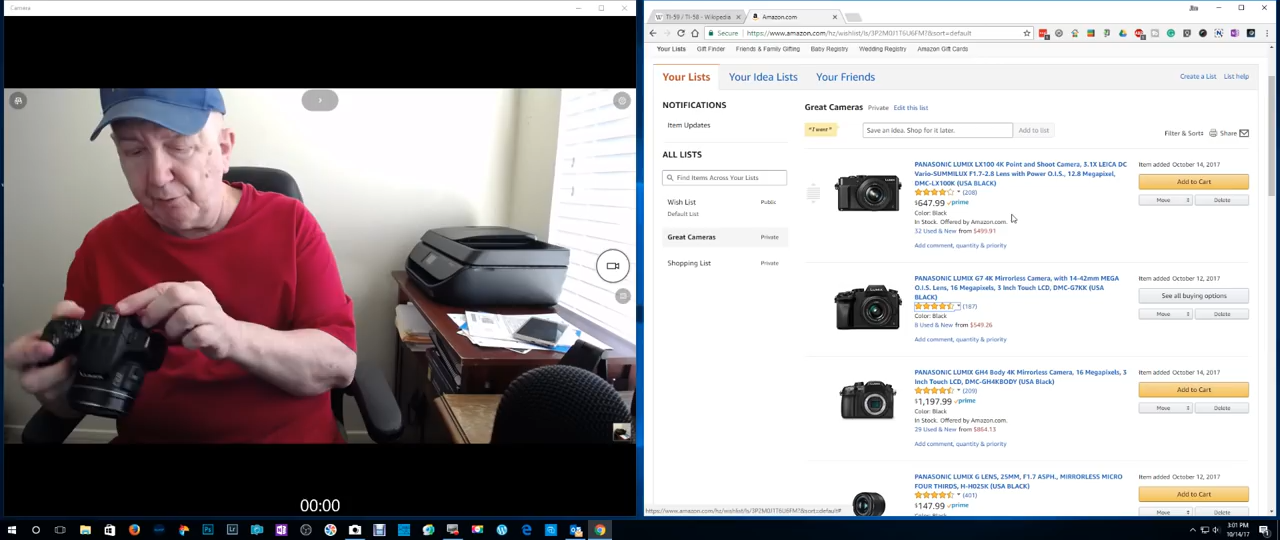 Camera
TI-59 / TI-58 - Wikipedia
Amazon.com
Jim
Secure
https://www.amazon.com/hz/wishlist/ls/3P2M0J1T6U6FM?&sort=default
Your Lists
Gift Finder
Friends & Family Gifting
Baby Registry
Wedding Registry
Amazon Gift Cards
Your Lists
Your Idea Lists
Your Friends
Create a List
List help
NOTIFICATIONS
Item Updates
ALL LISTS
Find Items Across Your Lists
Wish List
Public
Default List
Great Cameras
Private
Shopping List
Private
Great Cameras
Private
Edit this list
"I want"
Save an idea. Shop for it later.
Add to list
Filter & Sort
Share
PANASONIC LUMIX LX100 4K Point and Shoot Camera, 3.1X LEICA DC
Vario-SUMMILUX F1.7-2.8 Lens with Power O.I.S., 12.8 Megapixel,
DMC-LX100K (USA BLACK)
(208)
$647.99 prime
Color: Black
In Stock. Offered by Amazon.com.
32 Used & New from $499.91
Add comment, quantity & priority
Item added October 14, 2017
Add to Cart
Move
Delete
PANASONIC LUMIX G7 4K Mirrorless Camera, with 14-42mm MEGA
O.I.S. Lens, 16 Megapixels, 3 Inch Touch LCD, DMC-G7KK (USA
BLACK)
(187)
Color: Black
8 Used & New from $549.26
Add comment, quantity & priority
Item added October 12, 2017
See all buying options
Move
Delete
PANASONIC LUMIX GH4 Body 4K Mirrorless Camera, 16 Megapixels, 3
Inch Touch LCD, DMC-GH4KBODY (USA Black)
(209)
$1,197.99 prime
Color: Black
In Stock. Offered by Amazon.com.
29 Used & New from $864.13
Add comment, quantity & priority
Item added October 14, 2017
Add to Cart
Move
Delete
PANASONIC LUMIX G LENS, 25MM, F1.7 ASPH., MIRRORLESS MICRO
FOUR THIRDS, H-H025K (USA BLACK)
(401)
$147.99 prime
Item added October 12, 2017
Add to Cart
Move
Delete
https://www.amazon.com/hz/wishlist/ls/3P2M0J1T6U6FM?&sort=default#
00:00
3:01 PM
10/14/17